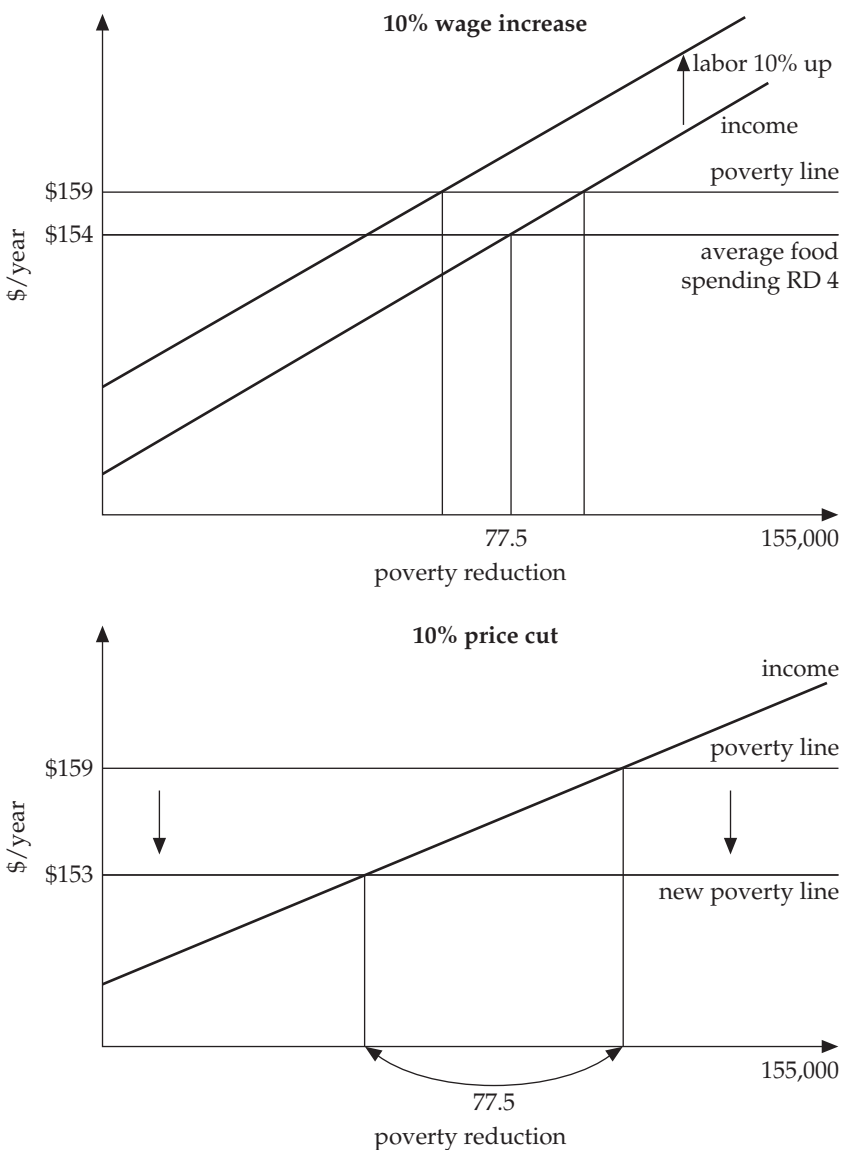 10% wage increase
labor 10% up
income
poverty line
$159
$154
average food
spending RD 4
$/year
77.5
155,000
poverty reduction
10% price cut
income
poverty line
$159
$153
new poverty line
$/year
155,000
77.5
poverty reduction